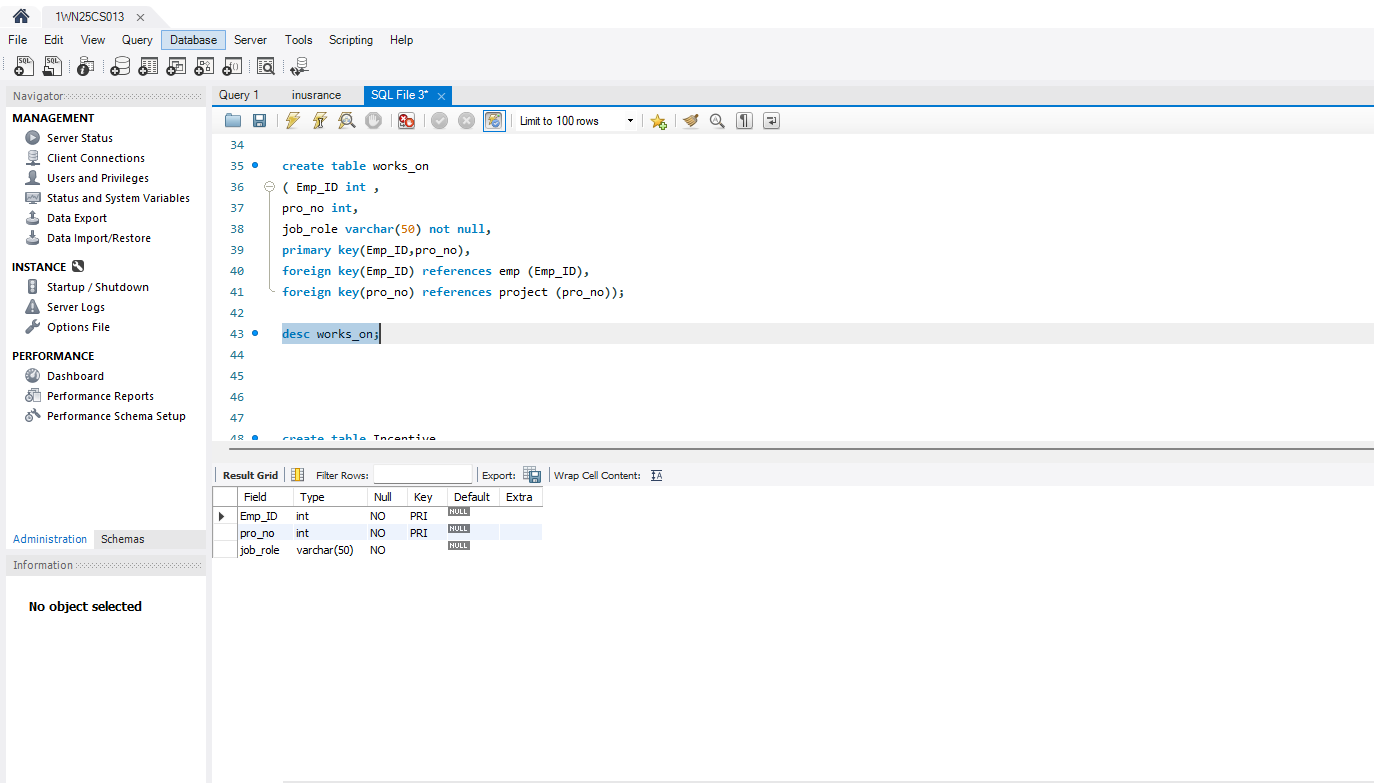 1WN25CS013
File Edit View Query Database Server Tools Scripting Help
Navigator
MANAGEMENT
Server Status
Client Connections
Users and Privileges
Status and System Variables
Data Export
Data Import/Restore
INSTANCE
Startup / Shutdown
Server Logs
Options File
PERFORMANCE
Dashboard
Performance Reports
Performance Schema Setup
Administration Schemas
Information
No object selected
Query 1 inusrance SQL File 3*
Limit to 100 rows
34
35 create table works_on
36 ( Emp_ID int ,
37 pro_no int,
38 job_role varchar(50) not null,
39 primary key(Emp_ID,pro_no),
40 foreign key(Emp_ID) references emp (Emp_ID),
41 foreign key(pro_no) references project (pro_no));
42
43 desc works_on;
44
45
46
47
48 create table Incentive
Result Grid Filter Rows: Export: Wrap Cell Content:
Field Type Null Key Default Extra
Emp_ID int NO PRI NULL
pro_no int NO PRI NULL
job_role varchar(50) NO NULL